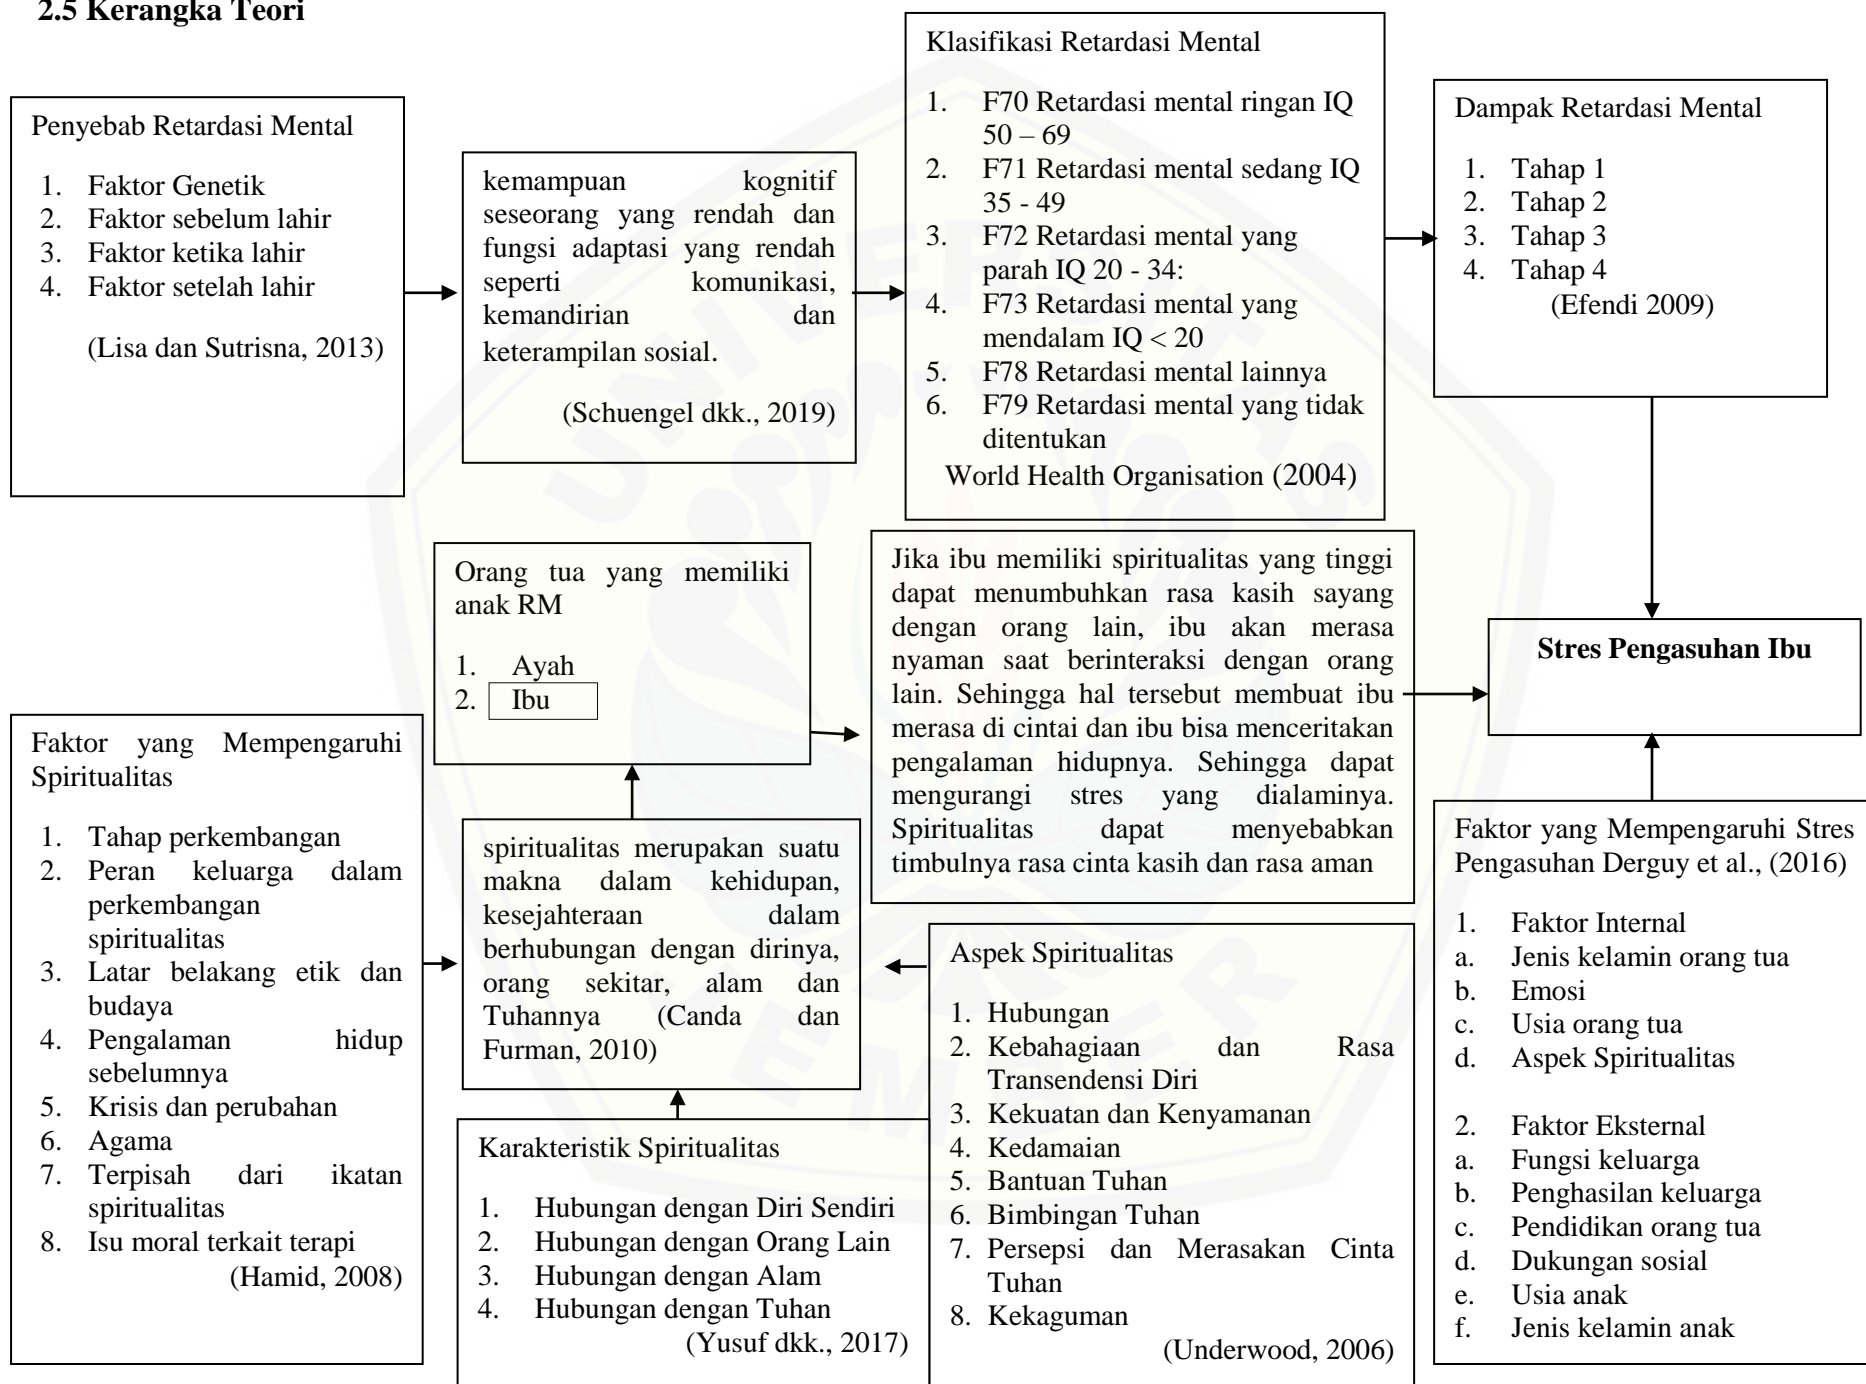 2.5 Kerangka Teori
Penyebab Retardasi Mental
1. Faktor Genetik
2. Faktor sebelum lahir
3. Faktor ketika lahir
4. Faktor setelah lahir
(Lisa dan Sutrisna, 2013)
kemampuan kognitif
seseorang yang rendah dan
fungsi adaptasi yang rendah
seperti komunikasi,
kemandirian dan
keterampilan sosial.
(Schuengel dkk., 2019)
Klasifikasi Retardasi Mental
1. F70 Retardasi mental ringan IQ
50 – 69
2. F71 Retardasi mental sedang IQ
35 - 49
3. F72 Retardasi mental yang
parah IQ 20 - 34:
4. F73 Retardasi mental yang
mendalam IQ < 20
5. F78 Retardasi mental lainnya
6. F79 Retardasi mental yang tidak
ditentukan
World Health Organisation (2004)
Dampak Retardasi Mental
1. Tahap 1
2. Tahap 2
3. Tahap 3
4. Tahap 4
(Efendi 2009)
Orang tua yang memiliki
anak RM
1. Ayah
2. Ibu
Jika ibu memiliki spiritualitas yang tinggi
dapat menumbuhkan rasa kasih sayang
dengan orang lain, ibu akan merasa
nyaman saat berinteraksi dengan orang
lain. Sehingga hal tersebut membuat ibu
merasa di cintai dan ibu bisa menceritakan
pengalaman hidupnya. Sehingga dapat
mengurangi stres yang dialaminya.
Spiritualitas dapat menyebabkan
timbulnya rasa cinta kasih dan rasa aman
Stres Pengasuhan Ibu
Faktor yang Mempengaruhi
Spiritualitas
1. Tahap perkembangan
2. Peran keluarga dalam
perkembangan
spiritualitas
3. Latar belakang etik dan
budaya
4. Pengalaman hidup
sebelumnya
5. Krisis dan perubahan
6. Agama
7. Terpisah dari ikatan
spiritualitas
8. Isu moral terkait terapi
(Hamid, 2008)
spiritualitas merupakan suatu
makna dalam kehidupan,
kesejahteraan dalam
berhubungan dengan dirinya,
orang sekitar, alam dan
Tuhannya (Canda dan
Furman, 2010)
Karakteristik Spiritualitas
1. Hubungan dengan Diri Sendiri
2. Hubungan dengan Orang Lain
3. Hubungan dengan Alam
4. Hubungan dengan Tuhan
(Yusuf dkk., 2017)
Aspek Spiritualitas
1. Hubungan
2. Kebahagiaan dan Rasa
Transendensi Diri
3. Kekuatan dan Kenyamanan
4. Kedamaian
5. Bantuan Tuhan
6. Bimbingan Tuhan
7. Persepsi dan Merasakan Cinta
Tuhan
8. Kekaguman
(Underwood, 2006)
Faktor yang Mempengaruhi Stres
Pengasuhan Derguy et al., (2016)
1. Faktor Internal
a. Jenis kelamin orang tua
b. Emosi
c. Usia orang tua
d. Aspek Spiritualitas
2. Faktor Eksternal
a. Fungsi keluarga
b. Penghasilan keluarga
c. Pendidikan orang tua
d. Dukungan sosial
e. Usia anak
f. Jenis kelamin anak
UNIVERSITAS
JEMBER